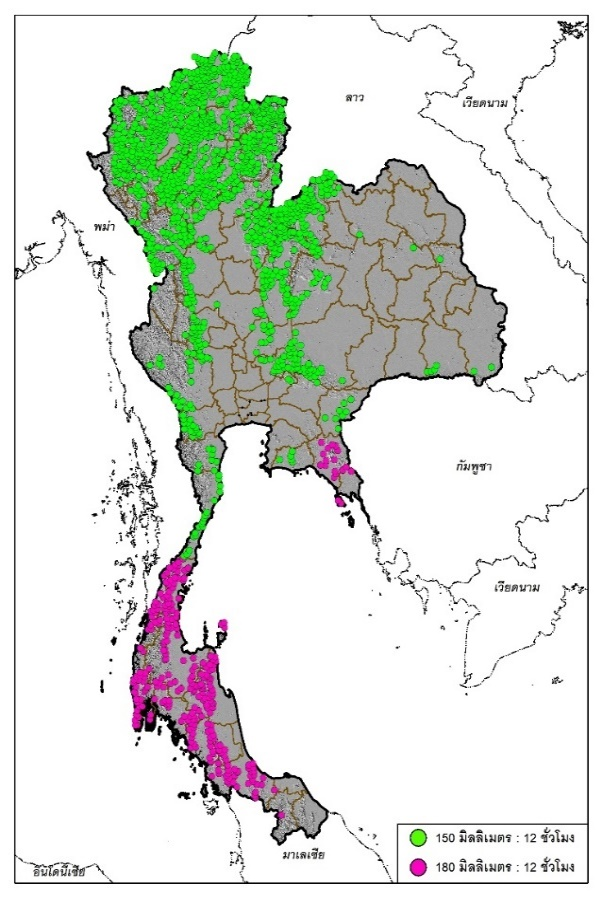 ลาว
เวียดนาม
พม่า
กัมพูชา
เวียดนาม
150 มิลลิเมตร : 12 ชั่วโมง
180 มิลลิเมตร : 12 ชั่วโมง
มาเลเซีย
อินโดนีเซีย